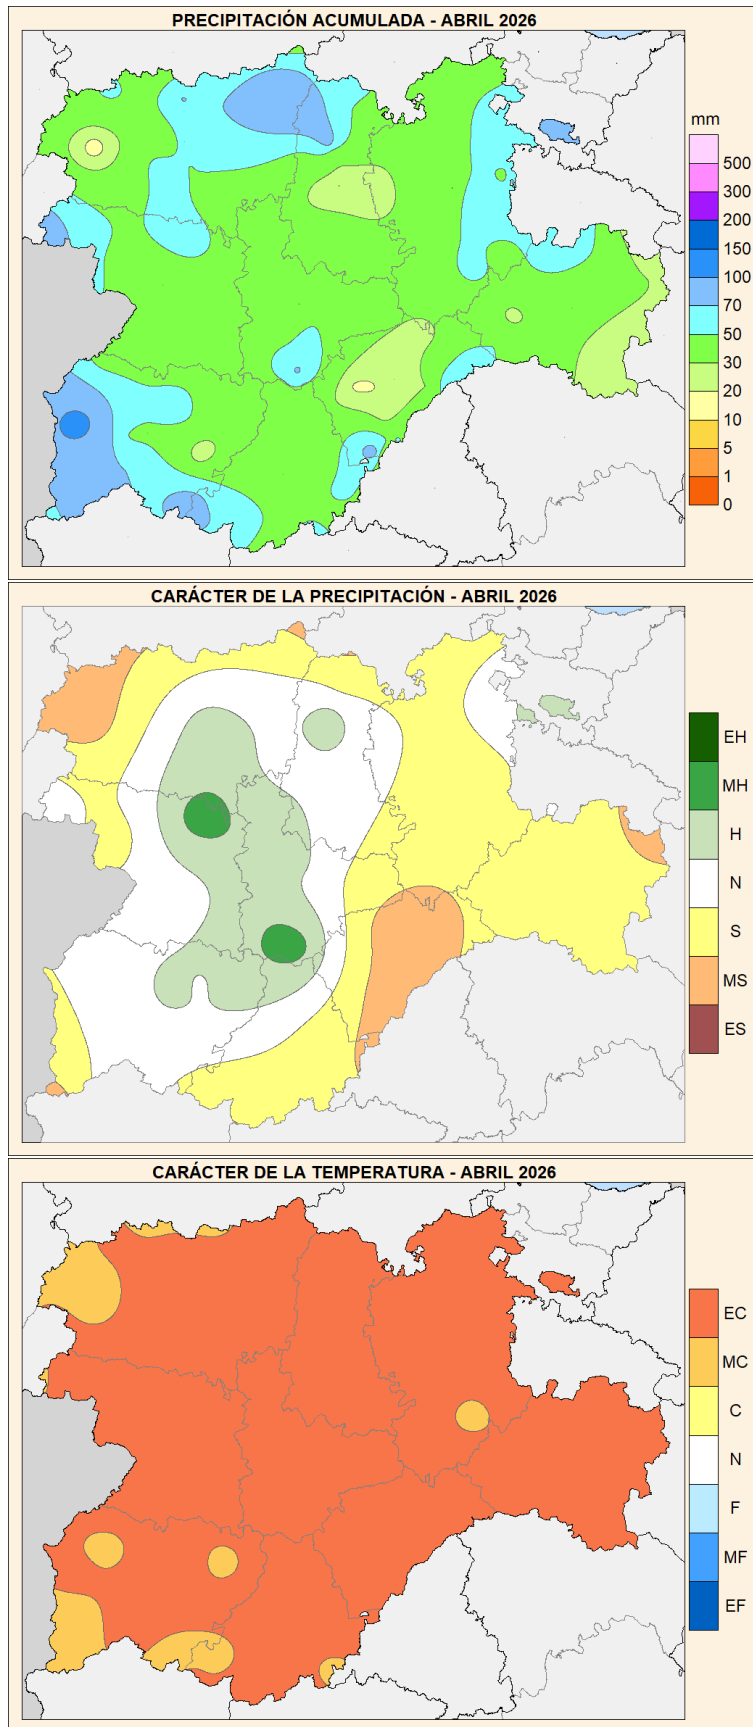 PRECIPITACIÓN ACUMULADA - ABRIL 2026
mm
500
300
200
150
100
70
50
30
20
10
5
1
0
CARÁCTER DE LA PRECIPITACIÓN - ABRIL 2026
EH
MH
H
N
S
MS
ES
CARÁCTER DE LA TEMPERATURA - ABRIL 2026
EC
MC
C
N
F
MF
EF